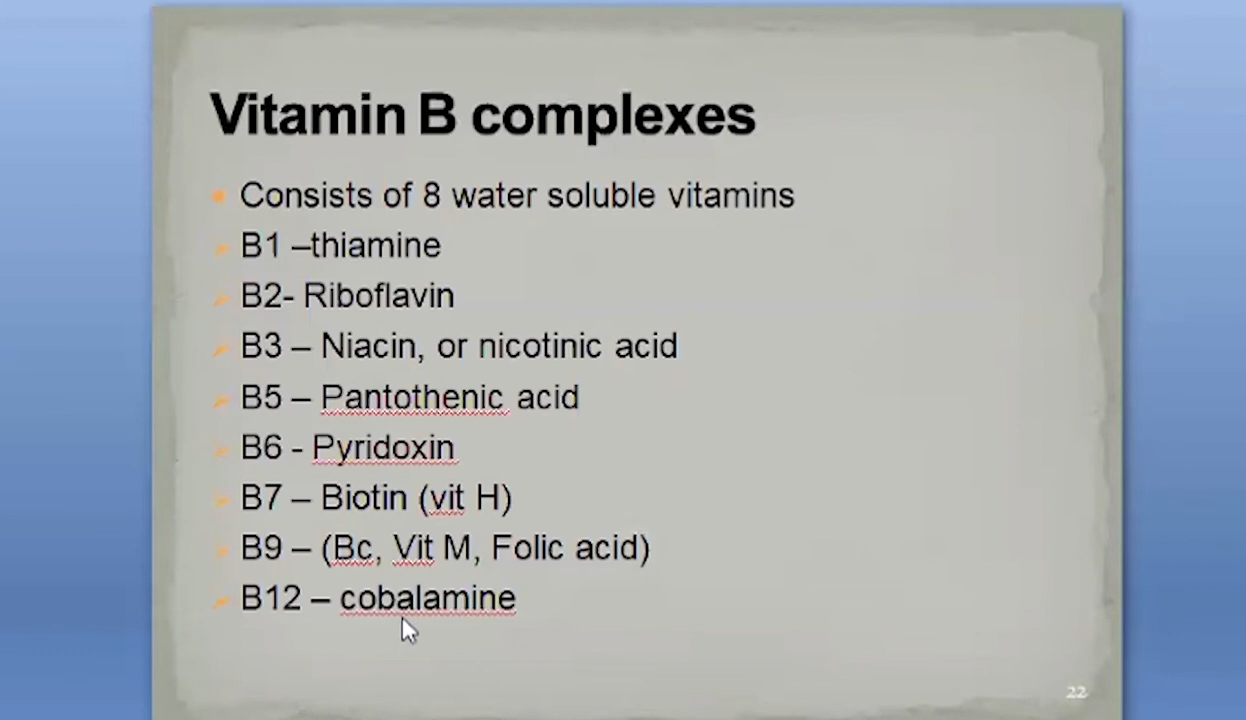 Vitamin B complexes
Consists of 8 water soluble vitamins
B1 –thiamine
B2- Riboflavin
B3 – Niacin, or nicotinic acid
B5 – Pantothenic acid
B6 - Pyridoxin
B7 – Biotin (vit H)
B9 – (Bc, Vit M, Folic acid)
B12 – cobalamine
22